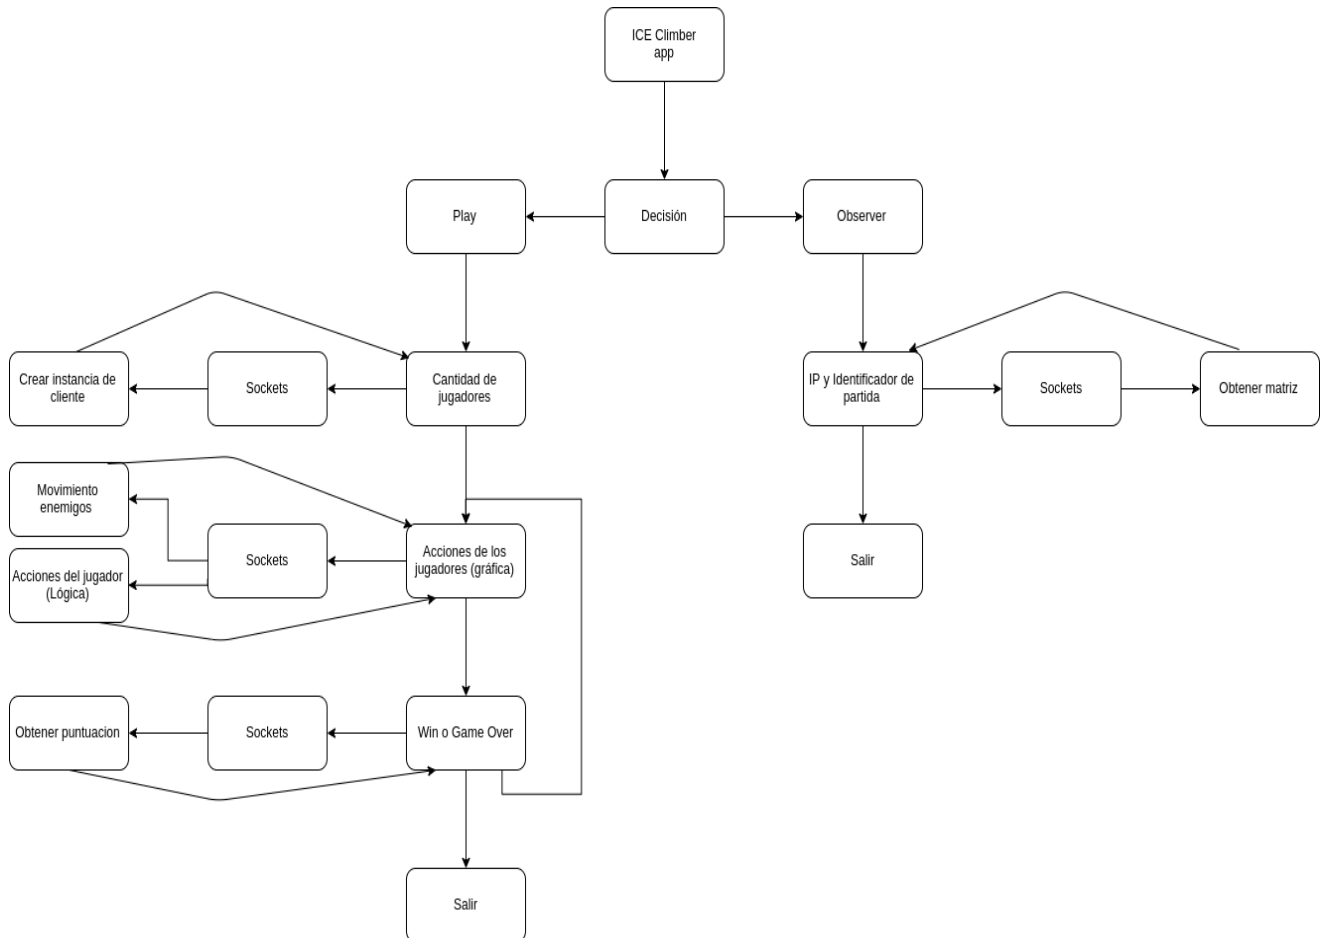 ICE Climber
app
Play
Decisión
Observer
Crear instancia de
cliente
Sockets
Cantidad de
jugadores
IP y Identificador de
partida
Sockets
Obtener matriz
Movimiento
enemigos
Acciones del jugador
(Lógica)
Sockets
Acciones de los
jugadores (gráfica)
Salir
Obtener puntuacion
Sockets
Win o Game Over
Salir